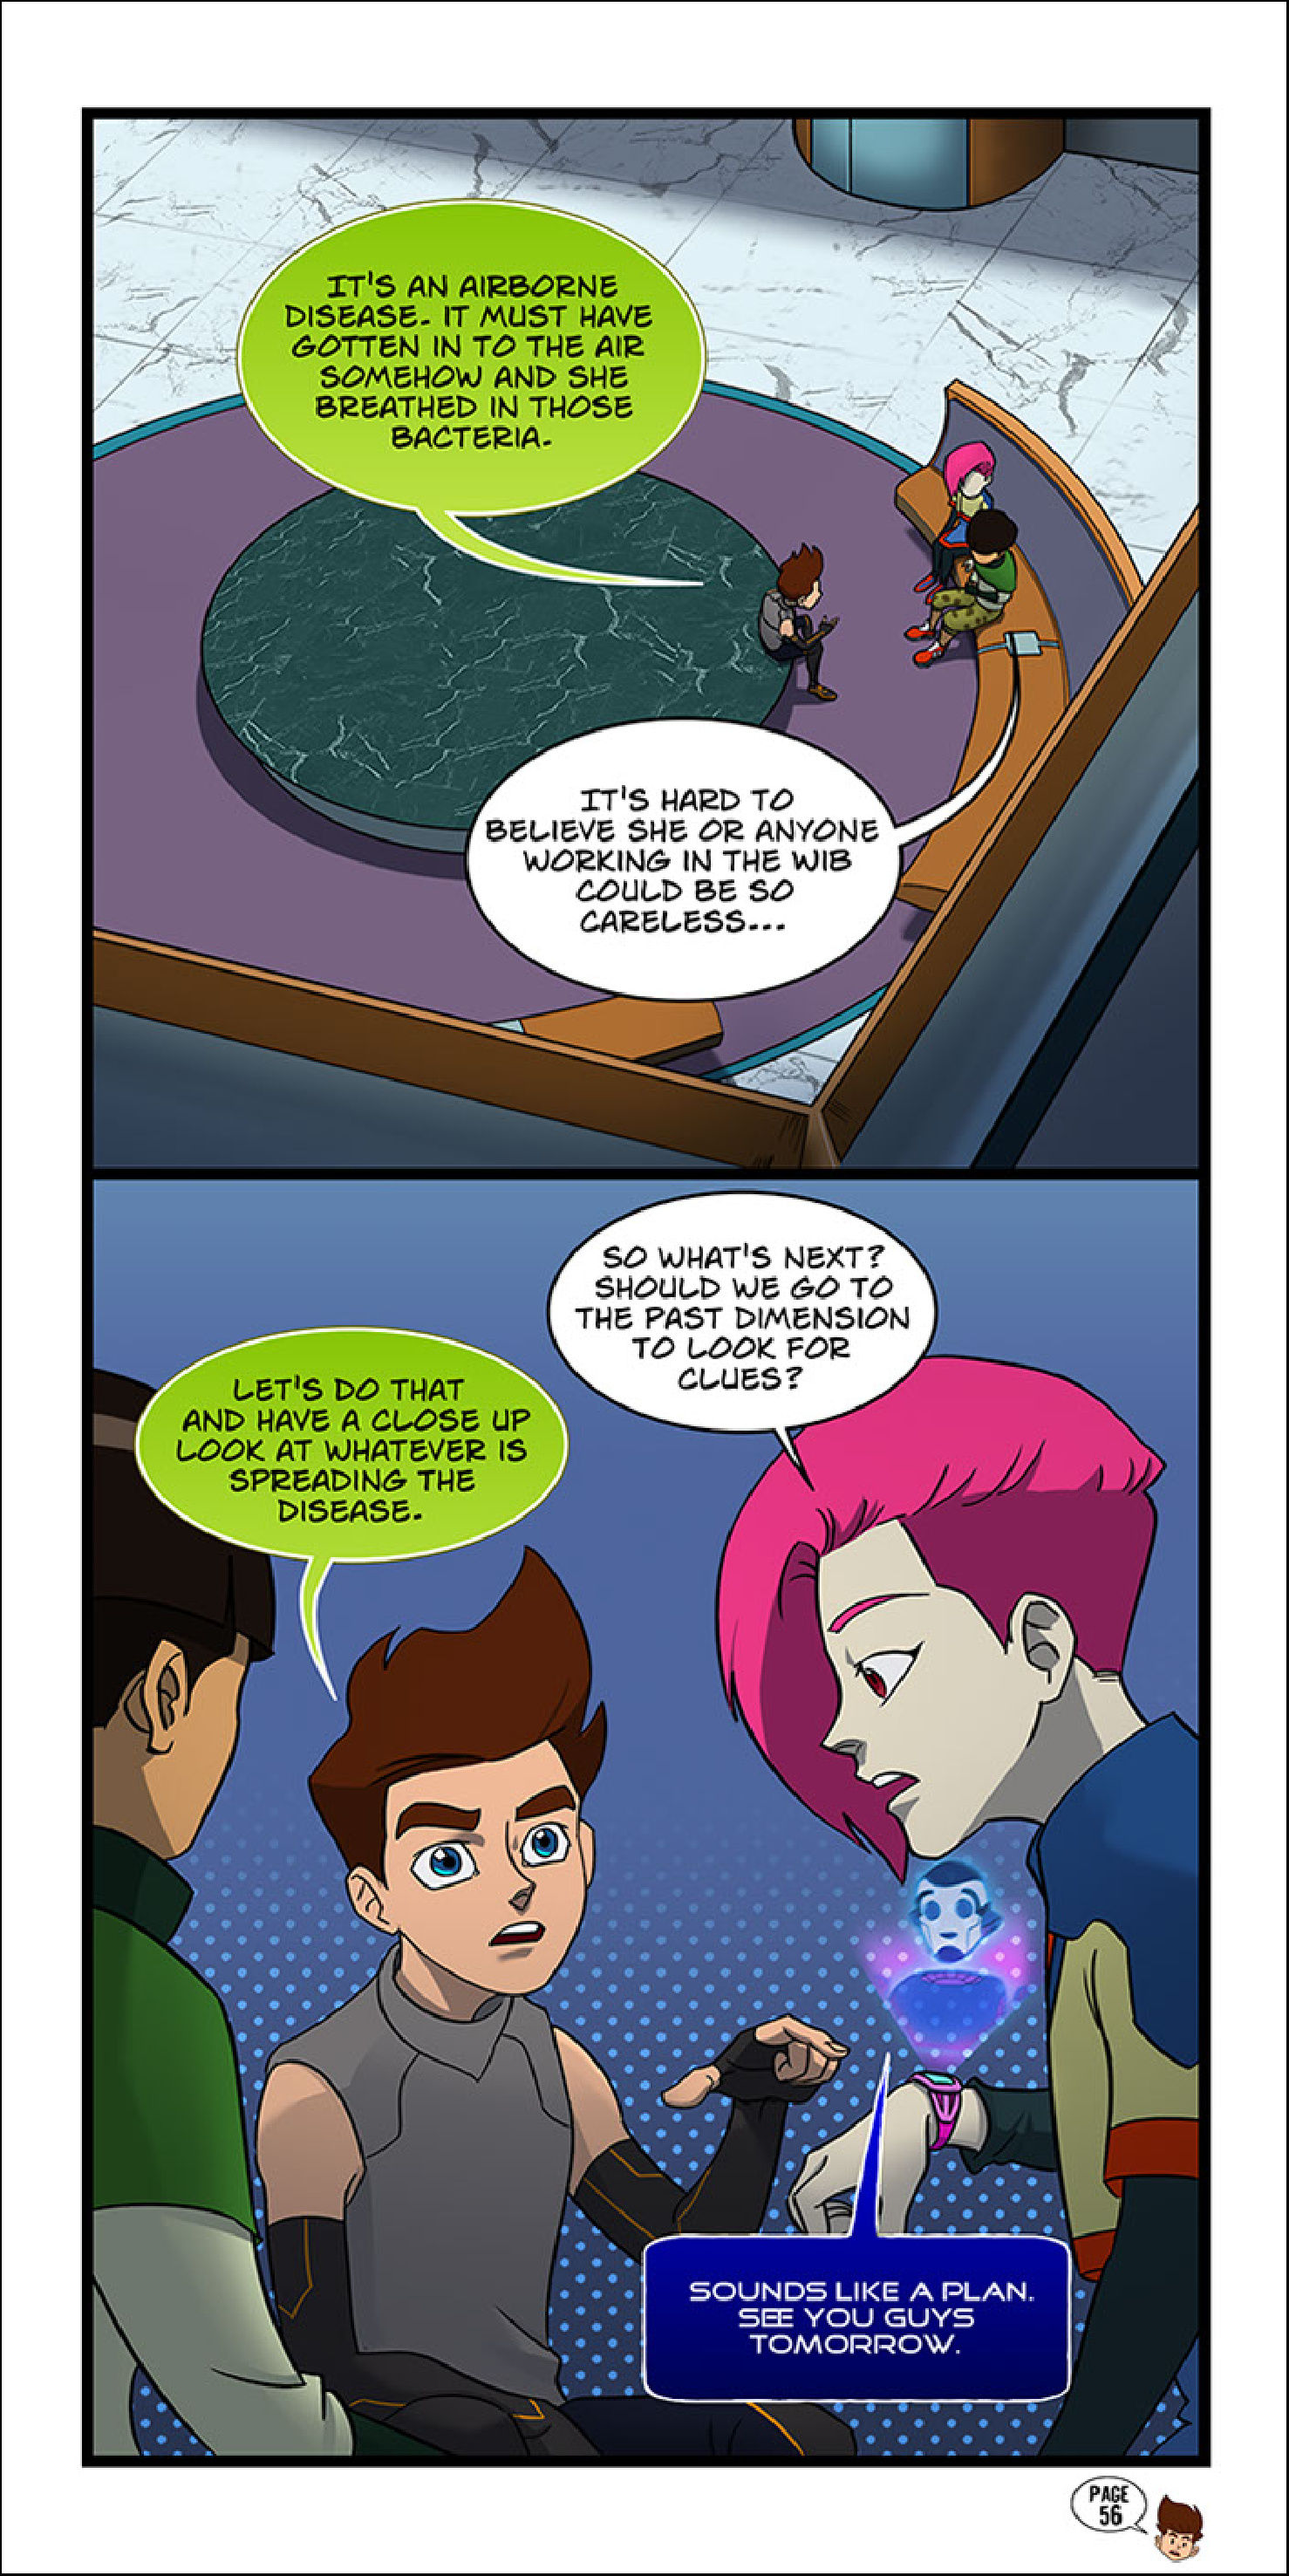 IT'S AN AIRBORNE
DISEASE. IT MUST HAVE
GOTTEN IN TO THE AIR
SOMEHOW AND SHE
BREATHED IN THOSE
BACTERIA.
IT'S HARD TO
BELIEVE SHE OR ANYONE
WORKING IN THE WIB
COULD BE SO
CARELESS...
SO WHAT'S NEXT?
SHOULD WE GO TO
THE PAST DIMENSION
TO LOOK FOR
CLUES?
LET'S DO THAT
AND HAVE A CLOSE UP
LOOK AT WHATEVER IS
SPREADING THE
DISEASE.
SOUNDS LIKE A PLAN.
SEE YOU GUYS
TOMORROW.
PAGE
56